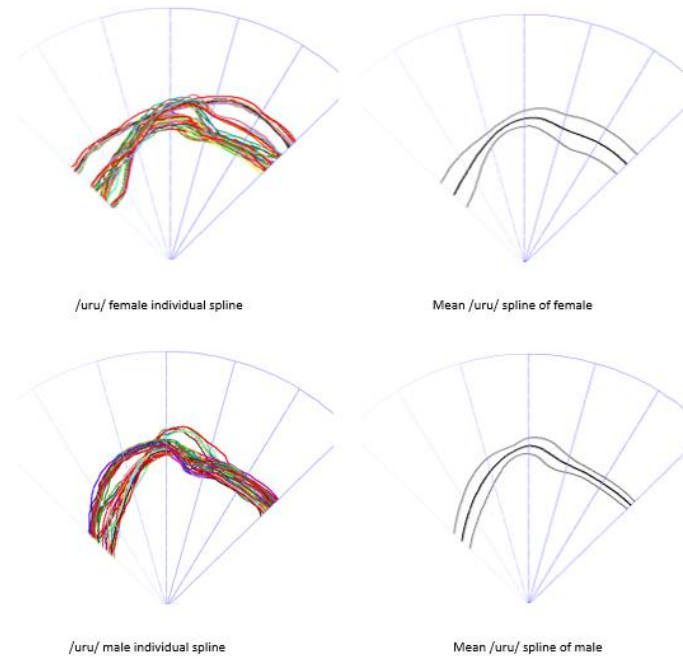 /uru/ female individual spline
Mean /uru/ spline of female
/uru/ male individual spline
Mean /uru/ spline of male